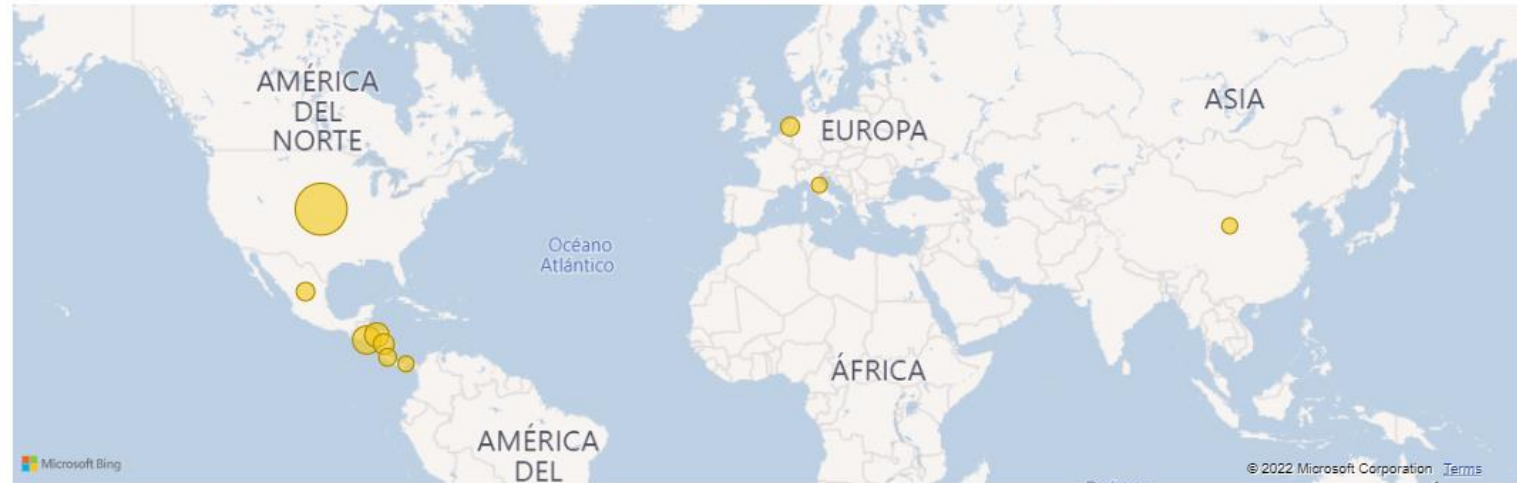 AMÉRICA
DEL
NORTE
EUROPA
ASIA
Océano
Atlántico
ÁFRICA
AMÉRICA
DEL
Microsoft Bing
© 2022 Microsoft Corporation Terms